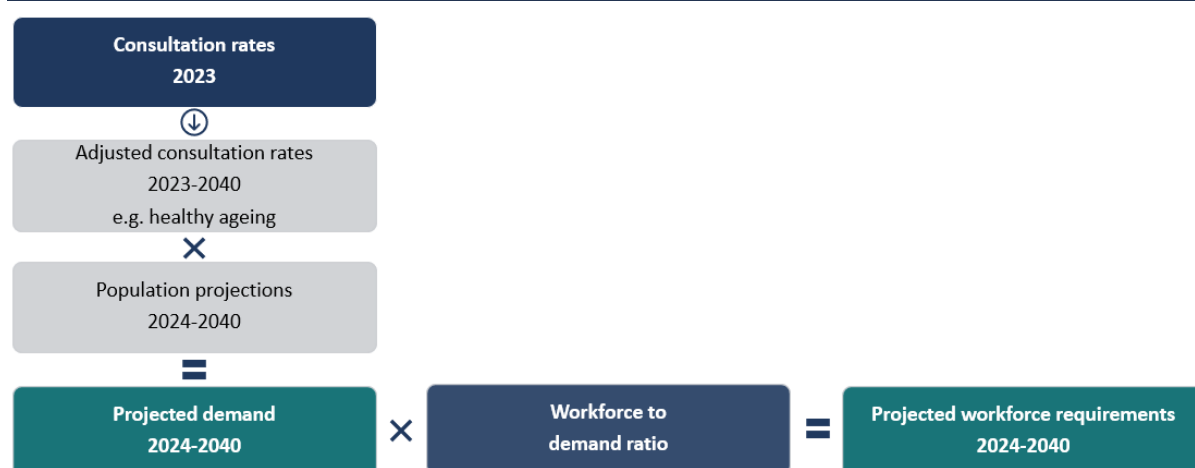 Consultation rates
2023
Adjusted consultation rates
2023-2040
e.g. healthy ageing
×
Population projections
2024-2040
=
Projected demand
2024-2040
×
Workforce to
demand ratio
=
Projected workforce requirements
2024-2040